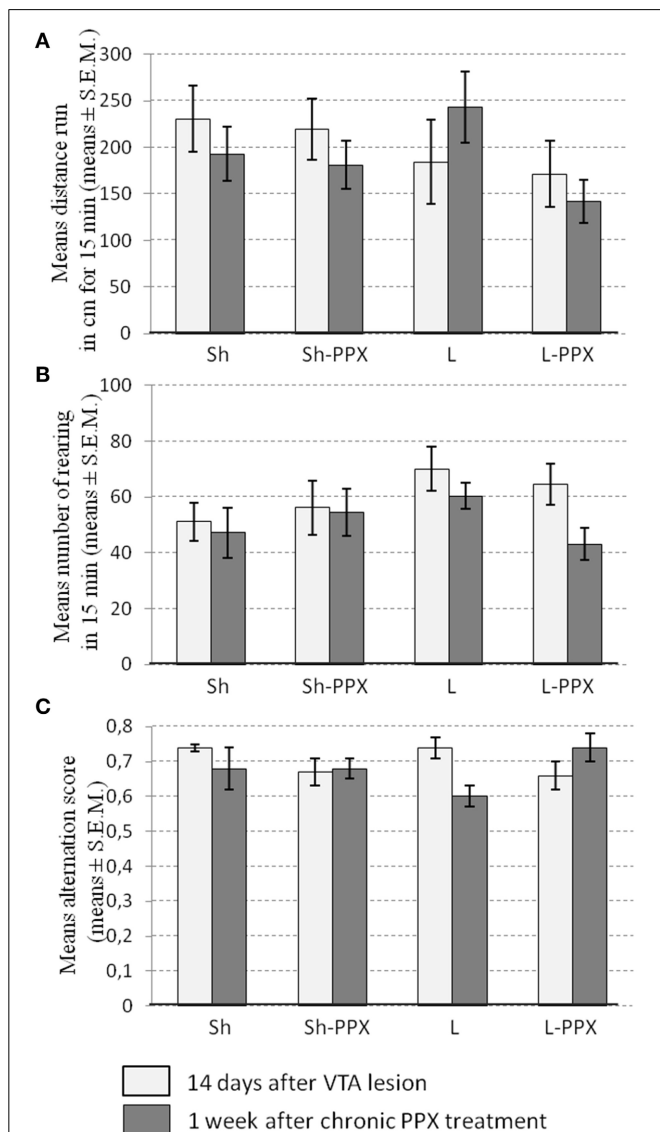 A
Means distance run
in cm for 15 min (means ± S.E.M.)
300
250
200
150
100
50
0
Sh Sh-PPX L L-PPX
B
Means number of rearing
in 15 min (means ± S.E.M.)
100
80
60
40
20
0
Sh Sh-PPX L L-PPX
C
Means alternation score
(means ± S.E.M.)
0,8
0,7
0,6
0,5
0,4
0,3
0,2
0,1
0
Sh Sh-PPX L L-PPX
14 days after VTA lesion
1 week after chronic PPX treatment